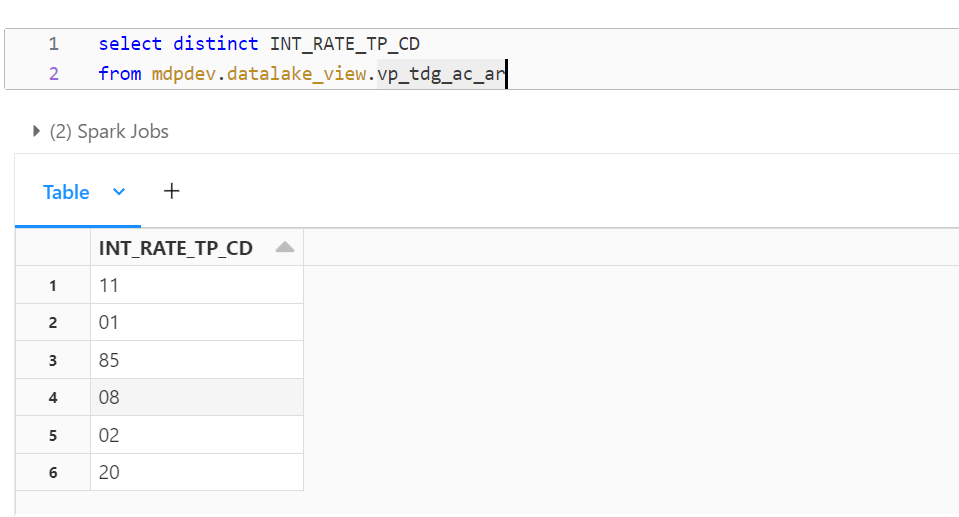 1 select distinct INT_RATE_TP_CD
2 from mdpdev.datalake_view.vp_tdg_ac_ar
(2) Spark Jobs
Table +
INT_RATE_TP_CD
1 11
2 01
3 85
4 08
5 02
6 20